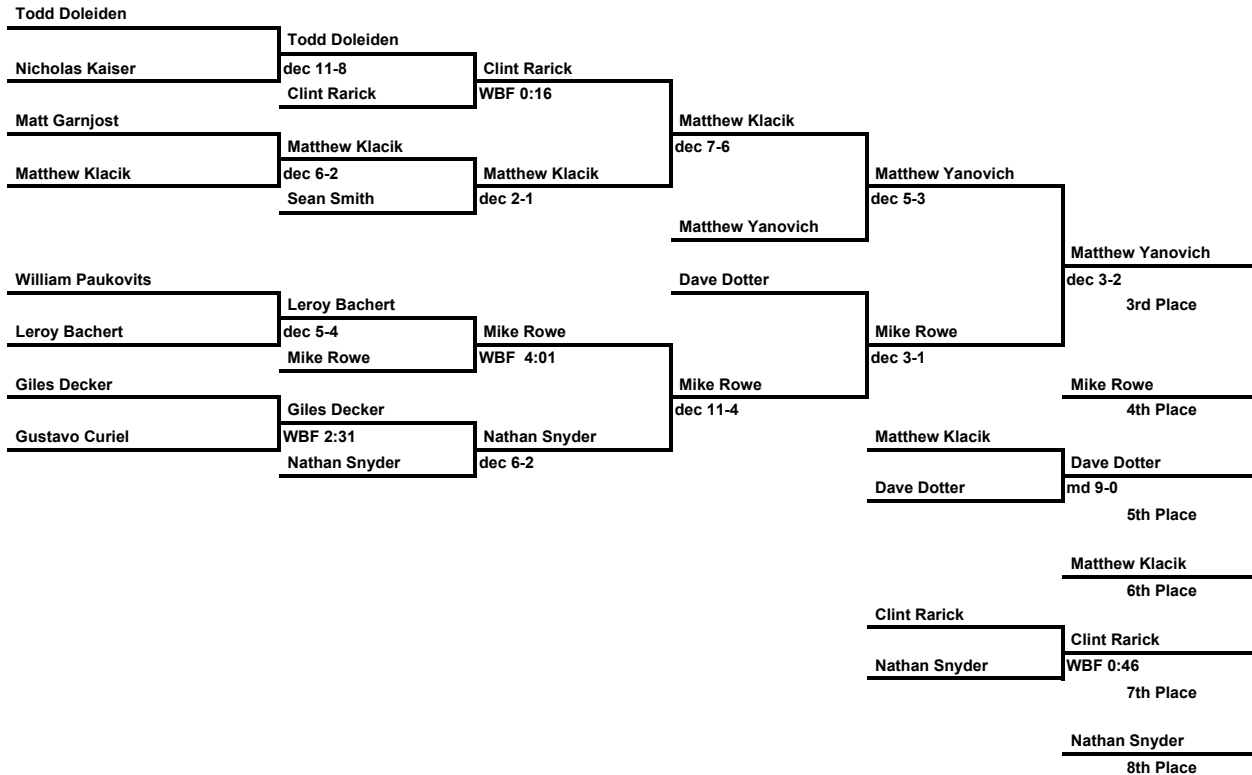 Todd Doleiden
Todd Doleiden
Nicholas Kaiser
dec 11-8
Clint Rarick
Clint Rarick
WBF 0:16
Matt Garnjost
Matthew Klacik
Matthew Klacik
dec 7-6
Matthew Klacik
dec 6-2
Matthew Klacik
Matthew Yanovich
Sean Smith
dec 2-1
dec 5-3
Matthew Yanovich
Matthew Yanovich
William Paukovits
Dave Dotter
dec 3-2
Leroy Bachert
3rd Place
Leroy Bachert
dec 5-4
Mike Rowe
Mike Rowe
Mike Rowe
WBF  4:01
dec 3-1
Giles Decker
Mike Rowe
Mike Rowe
Giles Decker
dec 11-4
4th Place
Gustavo Curiel
WBF 2:31
Nathan Snyder
Matthew Klacik
Nathan Snyder
dec 6-2
Dave Dotter
Dave Dotter
md 9-0
5th Place
Matthew Klacik
6th Place
Clint Rarick
Clint Rarick
Nathan Snyder
WBF 0:46
7th Place
Nathan Snyder
8th Place